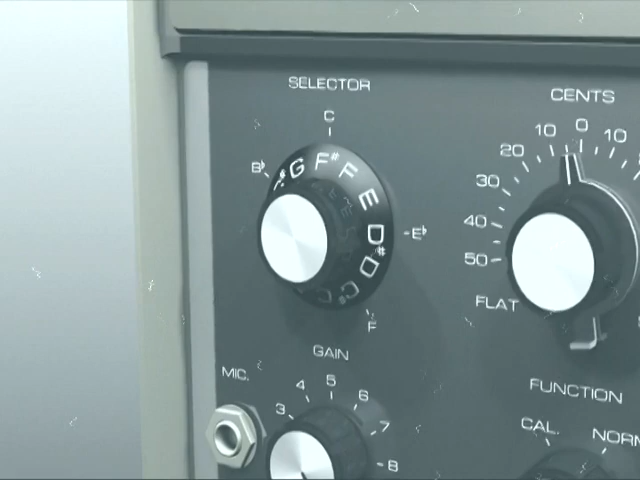 SELECTOR
C
B♭
G F# F E D# D C# C
E♭
F
CENTS
10 0 10
20
30
40
50
FLAT
GAIN
MIC.
3 4 5 6 7 8
FUNCTION
CAL. NORM